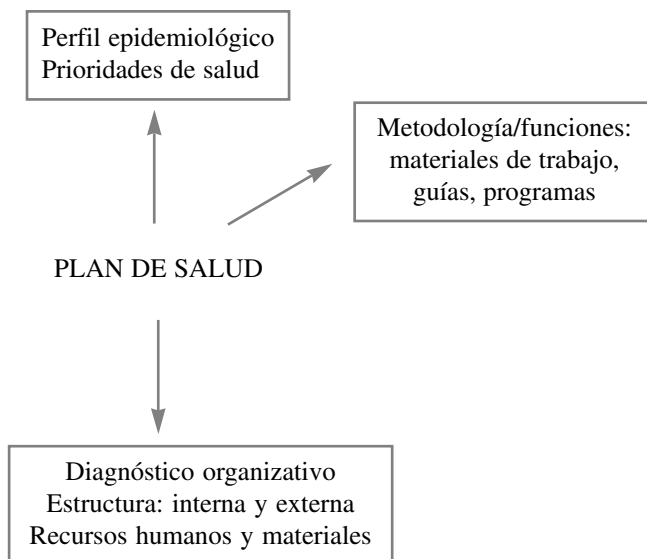 Perfil epidemiológico
Prioridades de salud
Metodología/funciones:
materiales de trabajo,
guías, programas
PLAN DE SALUD
Diagnóstico organizativo
Estructura: interna y externa
Recursos humanos y materiales